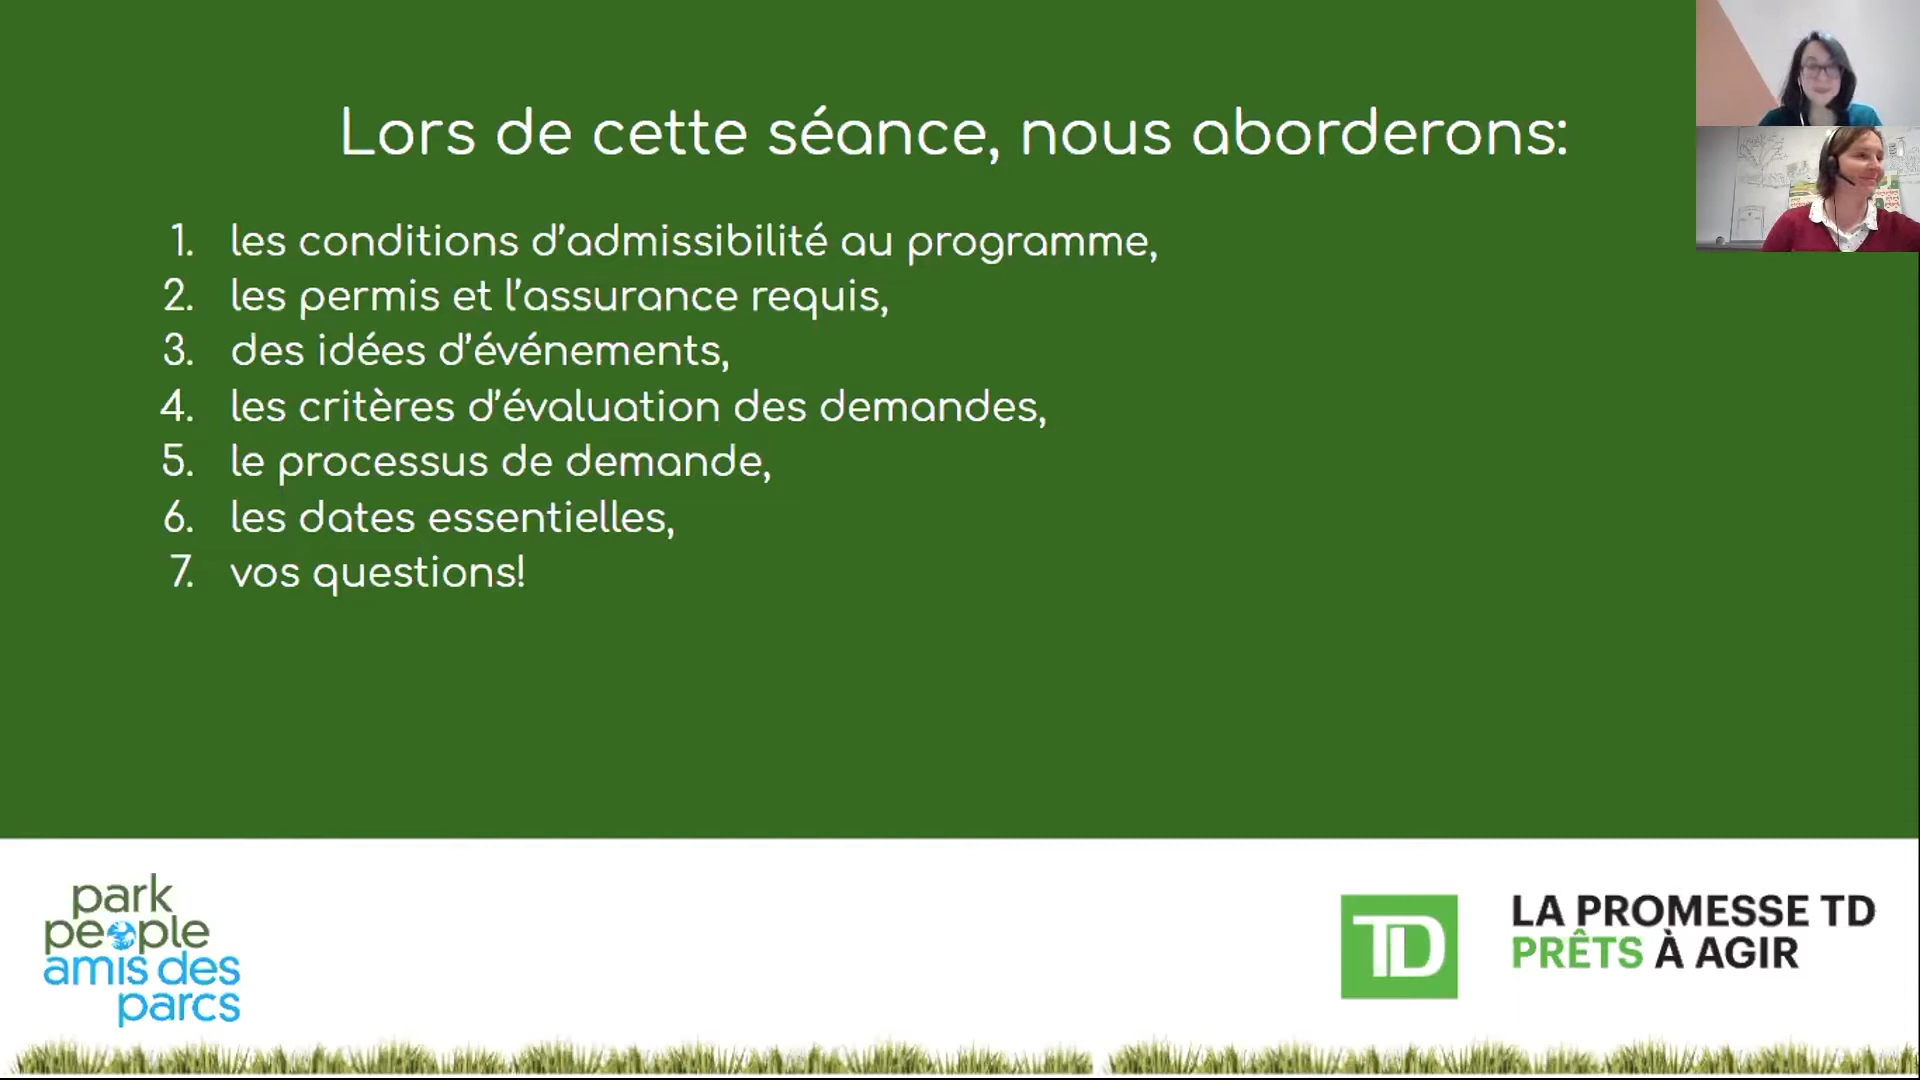 Lors de cette séance, nous aborderons:
1. les conditions d’admissibilité au programme,
2. les permis et l’assurance requis,
3. des idées d’événements,
4. les critères d’évaluation des demandes,
5. le processus de demande,
6. les dates essentielles,
7. vos questions!
park
people
amis des
parcs
TD
LA PROMESSE TD
PRÊTS À AGIR